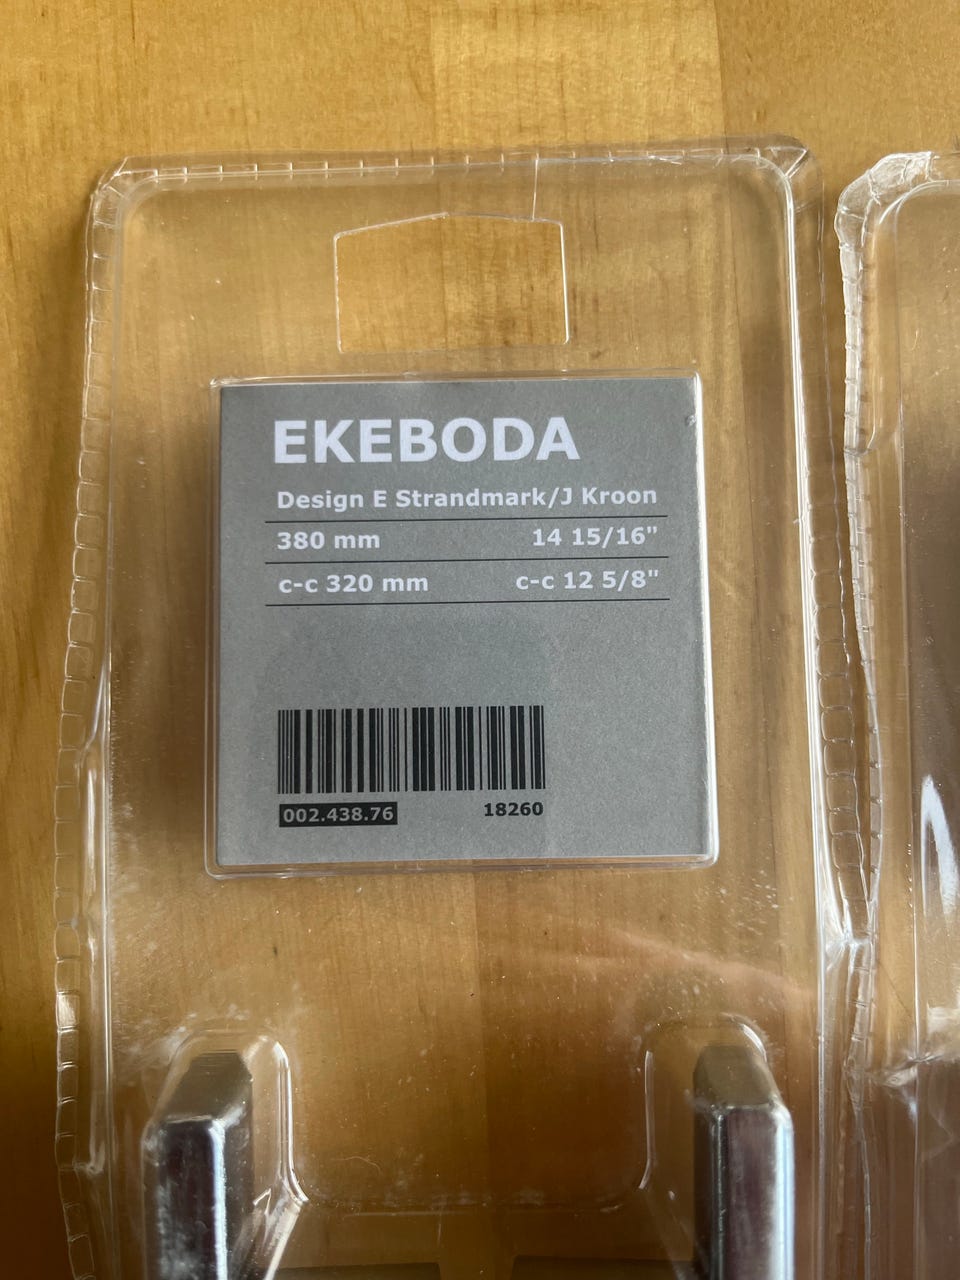 EKEBODA
Design E Strandmark/J Kroon
380 mm 14 15/16"
c-c 320 mm c-c 12 5/8"
002.438.76 18260